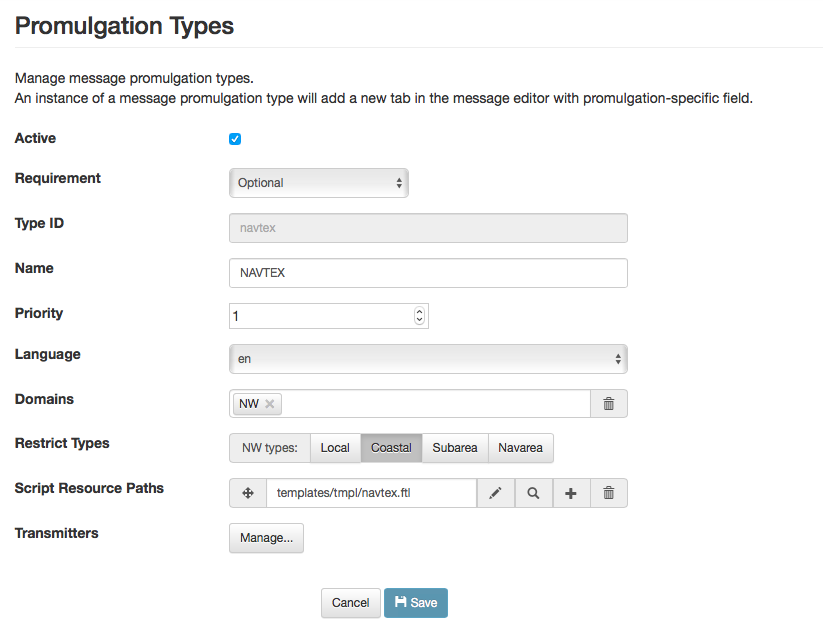 Promulgation Types
Manage message promulgation types.
An instance of a message promulgation type will add a new tab in the message editor with promulgation-specific field.
Active
Requirement Optional
Type ID navtex
Name NAVTEX
Priority 1
Language en
Domains NW
Restrict Types NW types: Local Coastal Subarea Navarea
Script Resource Paths templates/tmpl/navtex.ftl
Transmitters Manage...
Cancel Save